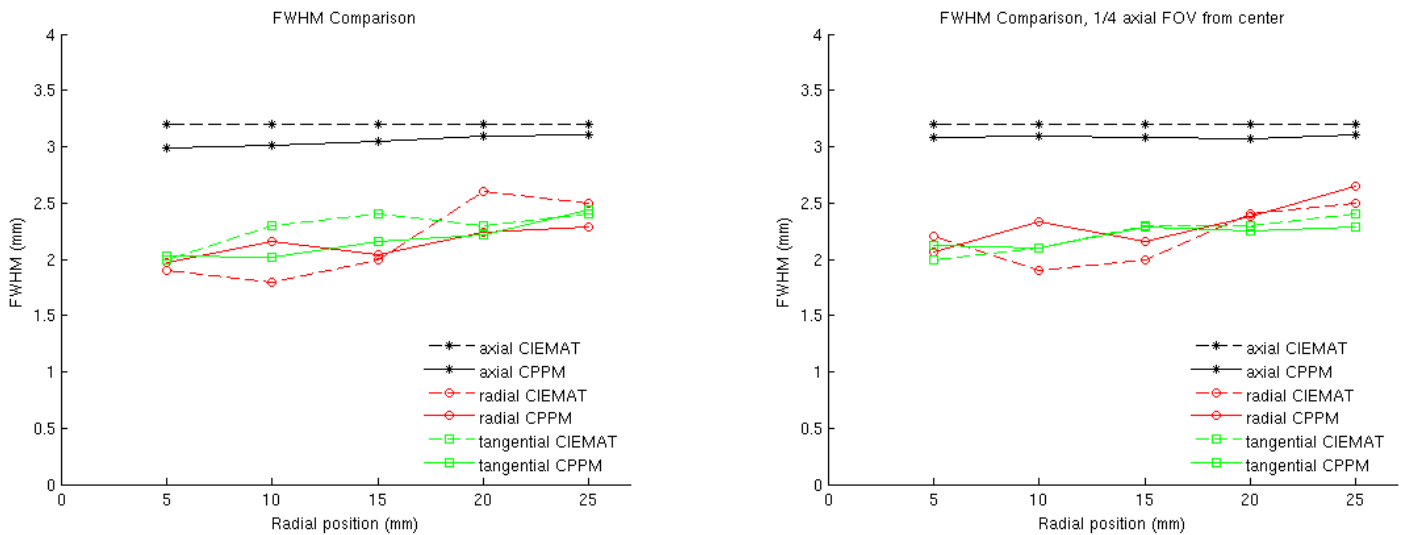 FWHM Comparison
4
3.5
3
2.5
2
1.5
1
0.5
0
FWHM (mm)
axial CIEMAT
axial CPPM
radial CIEMAT
radial CPPM
tangential CIEMAT
tangential CPPM
0 5 10 15 20 25
Radial position (mm)
FWHM Comparison, 1/4 axial FOV from center
4
3.5
3
2.5
2
1.5
1
0.5
0
FWHM (mm)
axial CIEMAT
axial CPPM
radial CIEMAT
radial CPPM
tangential CIEMAT
tangential CPPM
0 5 10 15 20 25
Radial position (mm)